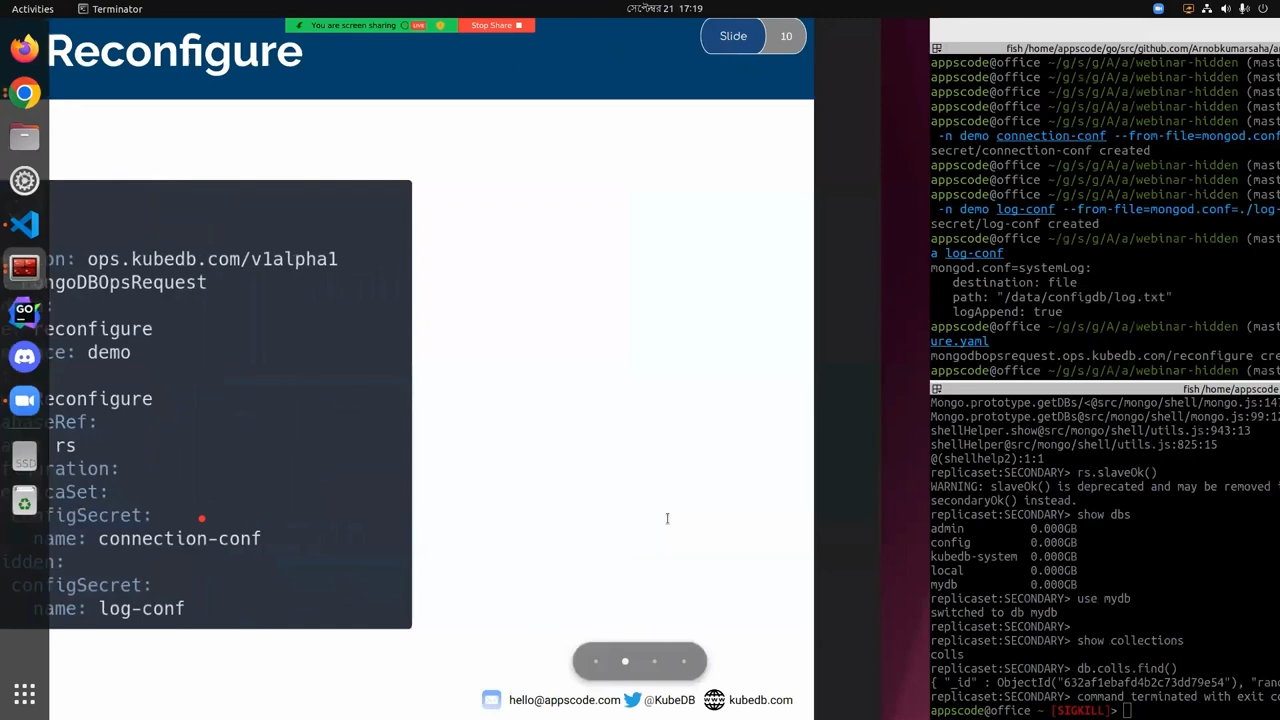 Activities
Terminator
সেপ্টেম্বর 21 17:19
You are screen sharing
LIVE
Stop Share
Reconfigure
Slide 10
on: ops.kubedb.com/v1alpha1
ngoDBOpsRequest
:
econfigure
ce: demo
econfigure
abaseRef:
rs
uration:
icaSet:
nfigSecret:
name: connection-conf
idden:
configSecret:
name: log-conf
hello@appscode.com
@KubeDB
kubedb.com
SSD
GO
fish /home/appscode/go/src/github.com/Arnobkumarsaha/a
appscode@office ~/g/s/g/A/a/webinar-hidden (mast
appscode@office ~/g/s/g/A/a/webinar-hidden (mast
appscode@office ~/g/s/g/A/a/webinar-hidden (mast
appscode@office ~/g/s/g/A/a/webinar-hidden (mast
appscode@office ~/g/s/g/A/a/webinar-hidden (mast
-n demo connection-conf --from-file=mongod.conf
secret/connection-conf created
appscode@office ~/g/s/g/A/a/webinar-hidden (mast
appscode@office ~/g/s/g/A/a/webinar-hidden (mast
appscode@office ~/g/s/g/A/a/webinar-hidden (mast
-n demo log-conf --from-file=mongod.conf=./log-
secret/log-conf created
appscode@office ~/g/s/g/A/a/webinar-hidden (mast
a log-conf
mongod.conf=systemLog:
destination: file
path: "/data/configdb/log.txt"
logAppend: true
appscode@office ~/g/s/g/A/a/webinar-hidden (mast
ure.yaml
mongodbopsrequest.ops.kubedb.com/reconfigure cre
appscode@office ~/g/s/g/A/a/webinar-hidden (mast
fish /home/appscode
Mongo.prototype.getDBs/<@src/mongo/shell/mongo.js:147
Mongo.prototype.getDBs@src/mongo/shell/mongo.js:99:12
shellHelper.show@src/mongo/shell/utils.js:943:13
shellHelper@src/mongo/shell/utils.js:825:15
@(shellhelp2):1:1
replicaset:SECONDARY> rs.slaveOk()
WARNING: slaveOk() is deprecated and may be removed i
secondaryOk() instead.
replicaset:SECONDARY> show dbs
admin 0.000GB
config 0.000GB
kubedb-system 0.000GB
local 0.000GB
mydb 0.000GB
replicaset:SECONDARY> use mydb
switched to db mydb
replicaset:SECONDARY>
replicaset:SECONDARY> show collections
colls
replicaset:SECONDARY> db.colls.find()
{ "_id" : ObjectId("632af1ebafd4b2c73dd79e54"), "rand
replicaset:SECONDARY> command terminated with exit co
appscode@office ~ [SIGKILL]>